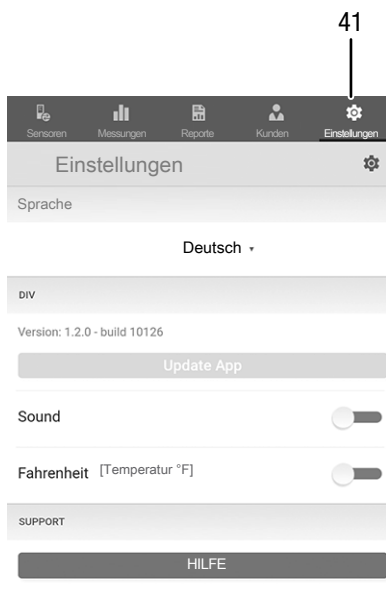 41
Sensoren Messungen Reporte Kunden Einstellungen
Einstellungen
Sprache
Deutsch
DIV
Version: 1.2.0 - build 10126
Update App
Sound
Fahrenheit [Temperatur °F]
SUPPORT
HILFE